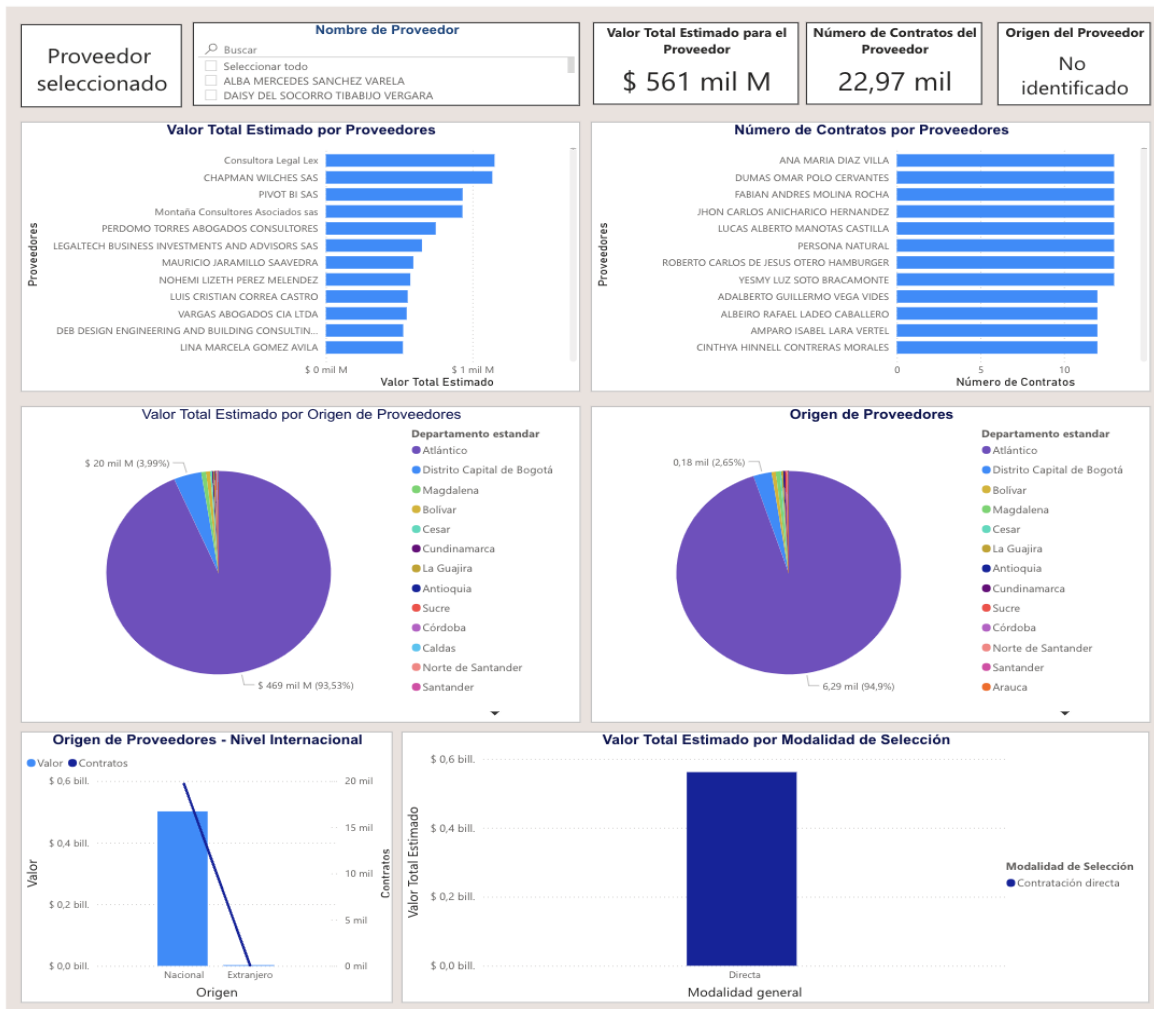 Proveedor
seleccionado
Nombre de Proveedor
Buscar
Seleccionar todo
ALBA MERCEDES SANCHEZ VARELA
DAISY DEL SOCORRO TIBABIJO VERGARA
Valor Total Estimado para el
Proveedor
$ 561 mil M
Número de Contratos del
Proveedor
22,97 mil
Origen del Proveedor
No
identificado
Valor Total Estimado por Proveedores
Proveedores
Consultora Legal Lex
CHAPMAN WILCHES SAS
PIVOT BI SAS
Montaña Consultores Asociados sas
PERDOMO TORRES ABOGADOS CONSULTORES
LEGALTECH BUSINESS INVESTMENTS AND ADVISORS SAS
MAURICIO JARAMILLO SAAVEDRA
NOHEMI LIZETH PEREZ MELENDEZ
LUIS CRISTIAN CORREA CASTRO
VARGAS ABOGADOS CIA LTDA
DEB DESIGN ENGINEERING AND BUILDING CONSULTIN...
LINA MARCELA GOMEZ AVILA
$ 0 mil M
$ 1 mil M
Valor Total Estimado
Número de Contratos por Proveedores
Proveedores
ANA MARIA DIAZ VILLA
DUMAS OMAR POLO CERVANTES
FABIAN ANDRES MOLINA ROCHA
JHON CARLOS ANICHARICO HERNANDEZ
LUCAS ALBERTO MANOTAS CASTILLA
PERSONA NATURAL
ROBERTO CARLOS DE JESUS OTERO HAMBURGER
YESMY LUZ SOTO BRACAMONTE
ADALBERTO GUILLERMO VEGA VIDES
ALBEIRO RAFAEL LADEO CABALLERO
AMPARO ISABEL LARA VERTEL
CINTHYA HINNELL CONTRERAS MORALES
0
5
10
Número de Contratos
Valor Total Estimado por Origen de Proveedores
$ 20 mil M (3,99%)
$ 469 mil M (93,53%)
Departamento estandar
Atlántico
Distrito Capital de Bogotá
Magdalena
Bolívar
Cesar
Cundinamarca
La Guajira
Antioquia
Sucre
Córdoba
Caldas
Norte de Santander
Santander
Origen de Proveedores
0,18 mil (2,65%)
6,29 mil (94,9%)
Departamento estandar
Atlántico
Distrito Capital de Bogotá
Bolívar
Magdalena
Cesar
La Guajira
Antioquia
Cundinamarca
Sucre
Córdoba
Norte de Santander
Santander
Arauca
Origen de Proveedores - Nivel Internacional
Valor
Contratos
$ 0,6 bill.
$ 0,4 bill.
$ 0,2 bill.
$ 0,0 bill.
Valor
20 mil
15 mil
10 mil
5 mil
0 mil
Contratos
Nacional
Extranjero
Origen
Valor Total Estimado por Modalidad de Selección
Valor Total Estimado
$ 0,6 bill.
$ 0,4 bill.
$ 0,2 bill.
$ 0,0 bill.
Directa
Modalidad general
Modalidad de Selección
Contratación directa